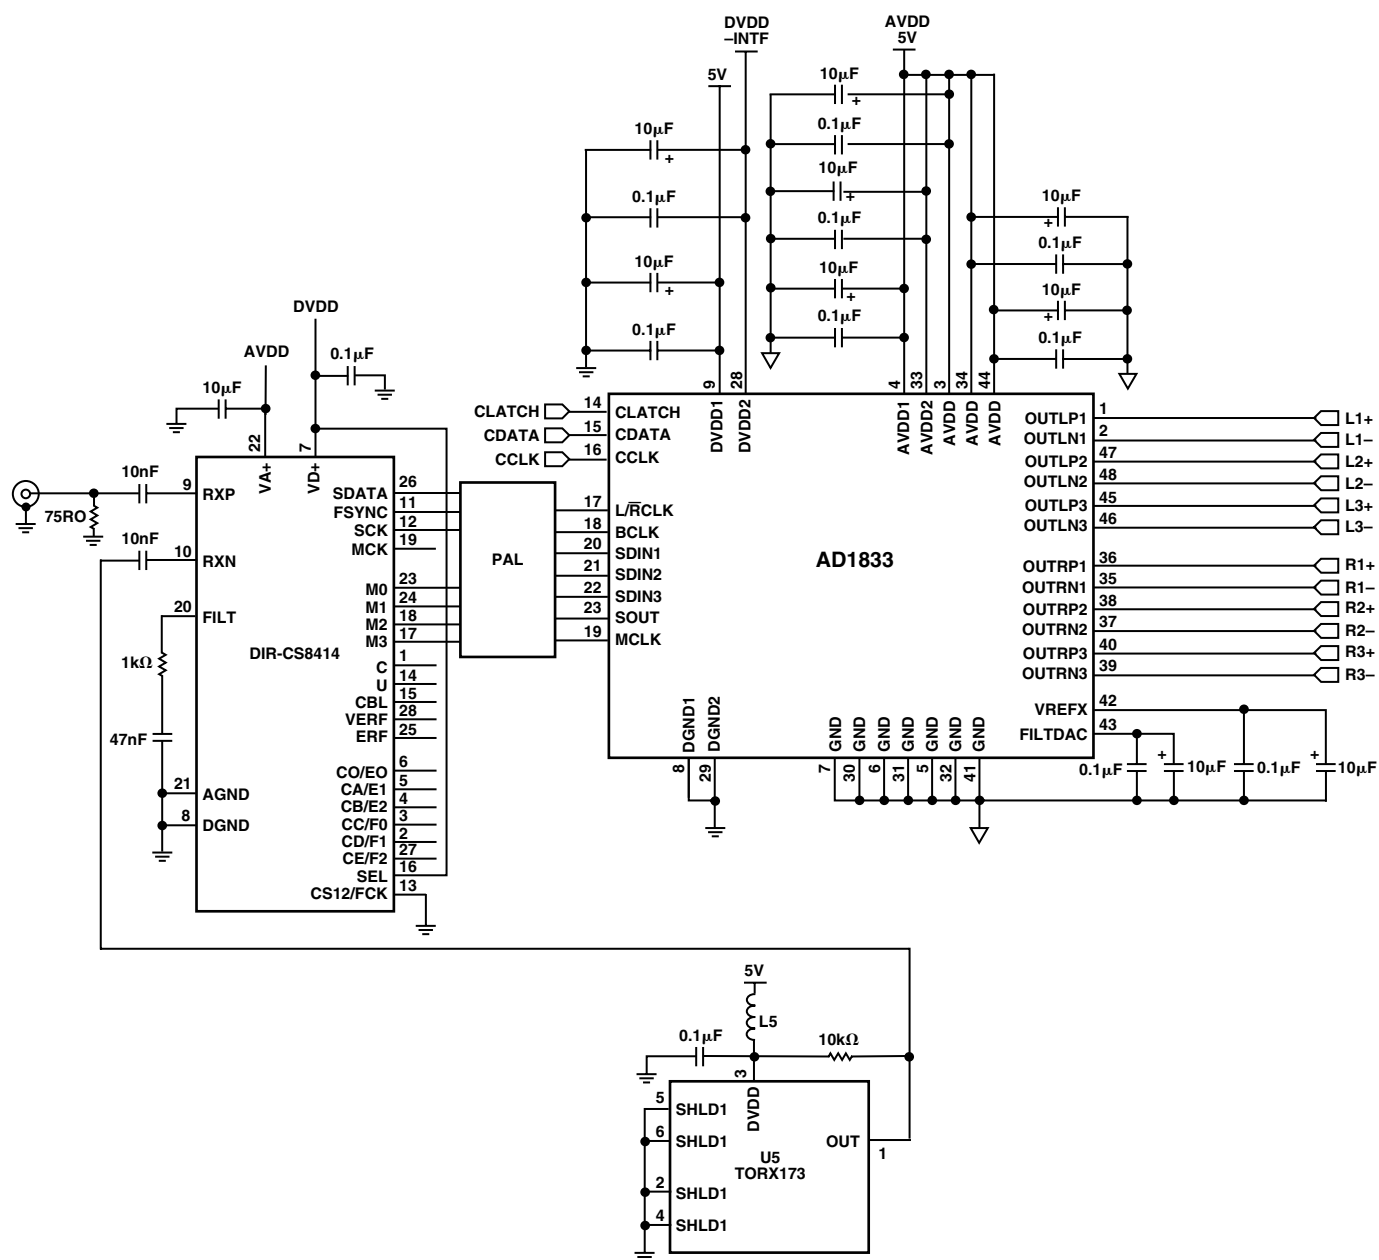 DVDD
–INTF
AVDD
5V
5V
10µF
+
0.1µF
10µF
+
0.1µF
10µF
+
0.1µF
10µF
+
0.1µF
10µF
+
0.1µF
10µF
+
0.1µF
10µF
+
0.1µF
DVDD
AVDD
0.1µF
10µF
22
7
VA+
VD+
10nF
9
RXP
75RO
10nF
10
RXN
20
FILT
1kΩ
47nF
21
AGND
8
DGND
DIR-CS8414
SDATA 26
FSYNC 11
SCK 12
MCK 19
M0 23
M1 24
M2 18
M3 17
C 1
U 14
CBL 15
VERF 28
ERF 25
CO/EO 6
CA/E1 5
CB/E2 4
CC/F0 3
CD/F1 2
CE/F2 27
SEL 16
CS12/FCK 13
PAL
CLATCH 14 CLATCH
CDATA 15 CDATA
CCLK 16 CCLK
17 L/R̅CLK
18 BCLK
20 SDIN1
21 SDIN2
22 SDIN3
23 SOUT
19 MCLK
9 28 4 33 3 34 44
DVDD1 DVDD2 AVDD1 AVDD2 AVDD AVDD AVDD
AD1833
OUTLP1 1 L1+
OUTLN1 2 L1–
OUTLP2 47 L2+
OUTLN2 48 L2–
OUTLP3 45 L3+
OUTLN3 46 L3–
OUTRP1 36 R1+
OUTRN1 35 R1–
OUTRP2 38 R2+
OUTRN2 37 R2–
OUTRP3 40 R3+
OUTRN3 39 R3–
VREFX 42
FILTDAC 43
DGND1 DGND2 GND GND GND GND GND GND GND
8 29 7 30 6 31 5 32 41
0.1µF + 10µF 0.1µF + 10µF
5V
L5
0.1µF
10kΩ
3
DVDD
5 SHLD1
6 SHLD1
2 SHLD1
4 SHLD1
OUT
1
U5
TORX173